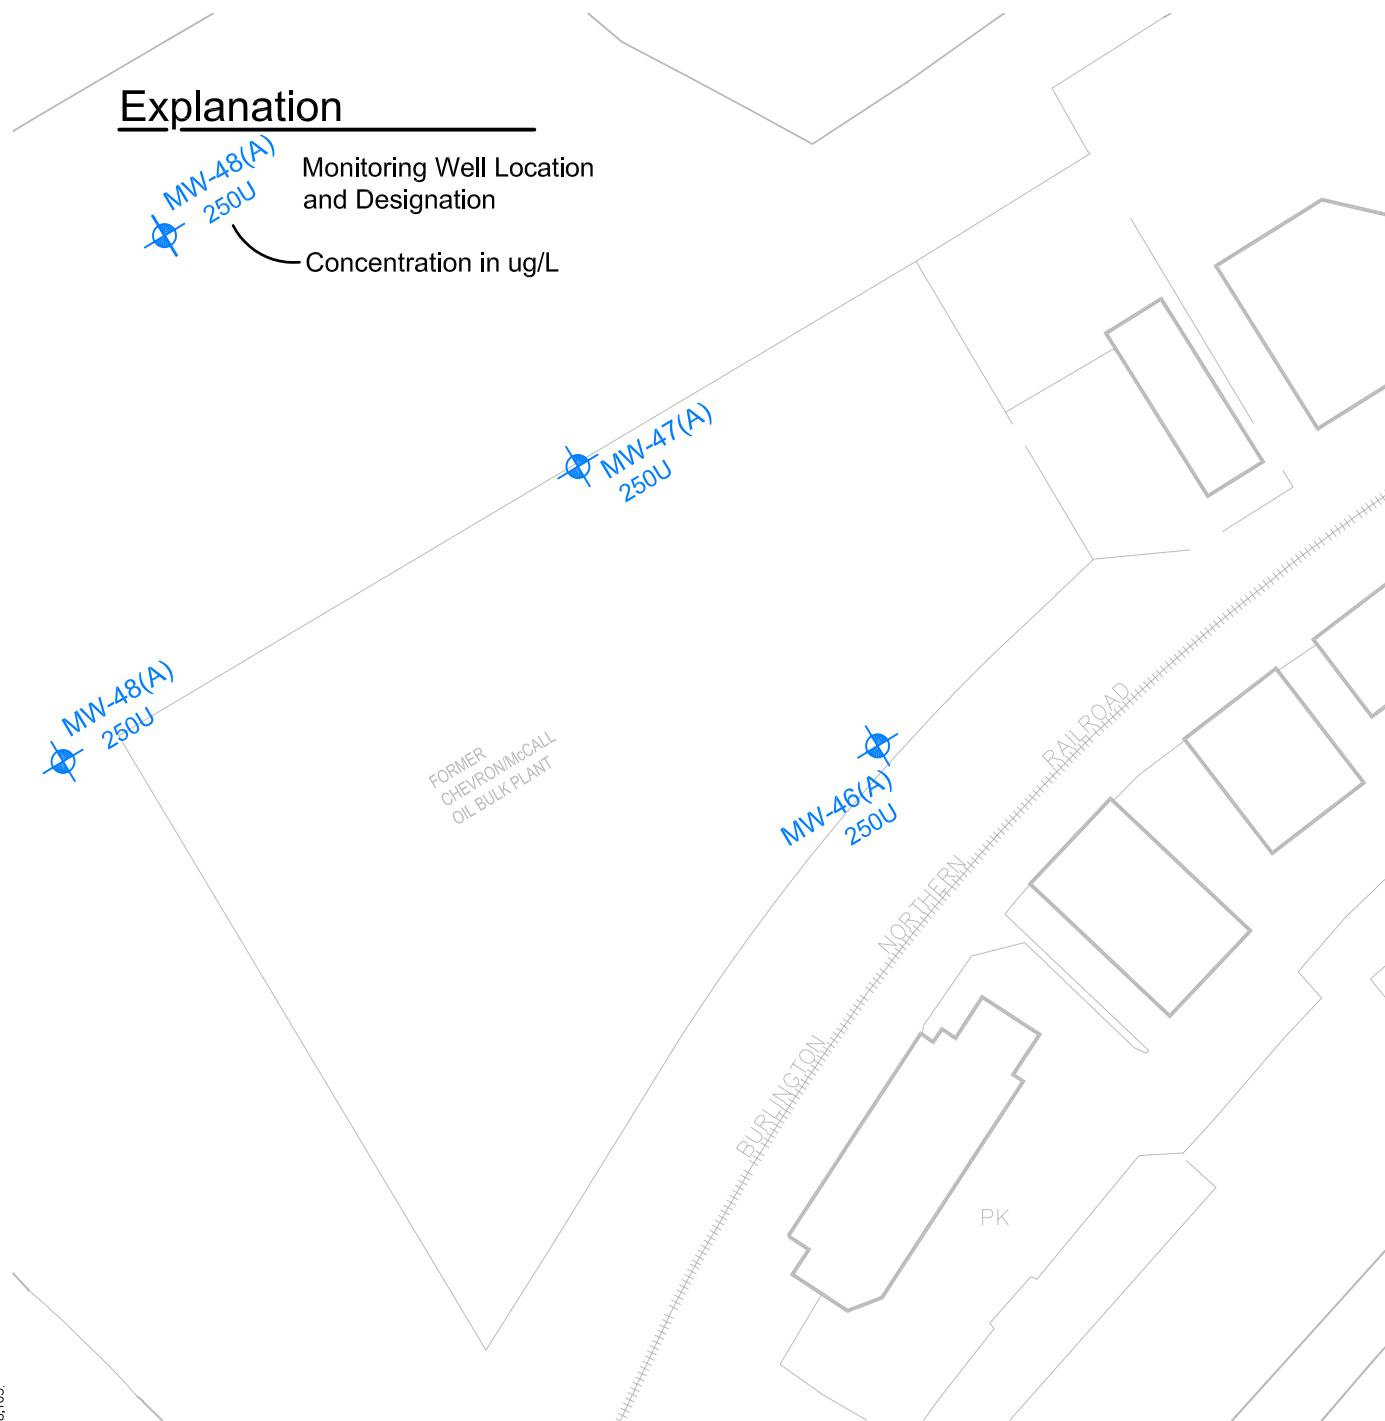 Explanation
MW-48(A)
250U
Monitoring Well Location
and Designation
Concentration in ug/L
MW-47(A)
250U
MW-48(A)
250U
FORMER
CHEVRON/McCALL
OIL BULK PLANT
MW-46(A)
250U
RAILROAD
NORTHERN
BURLINGTON
PK